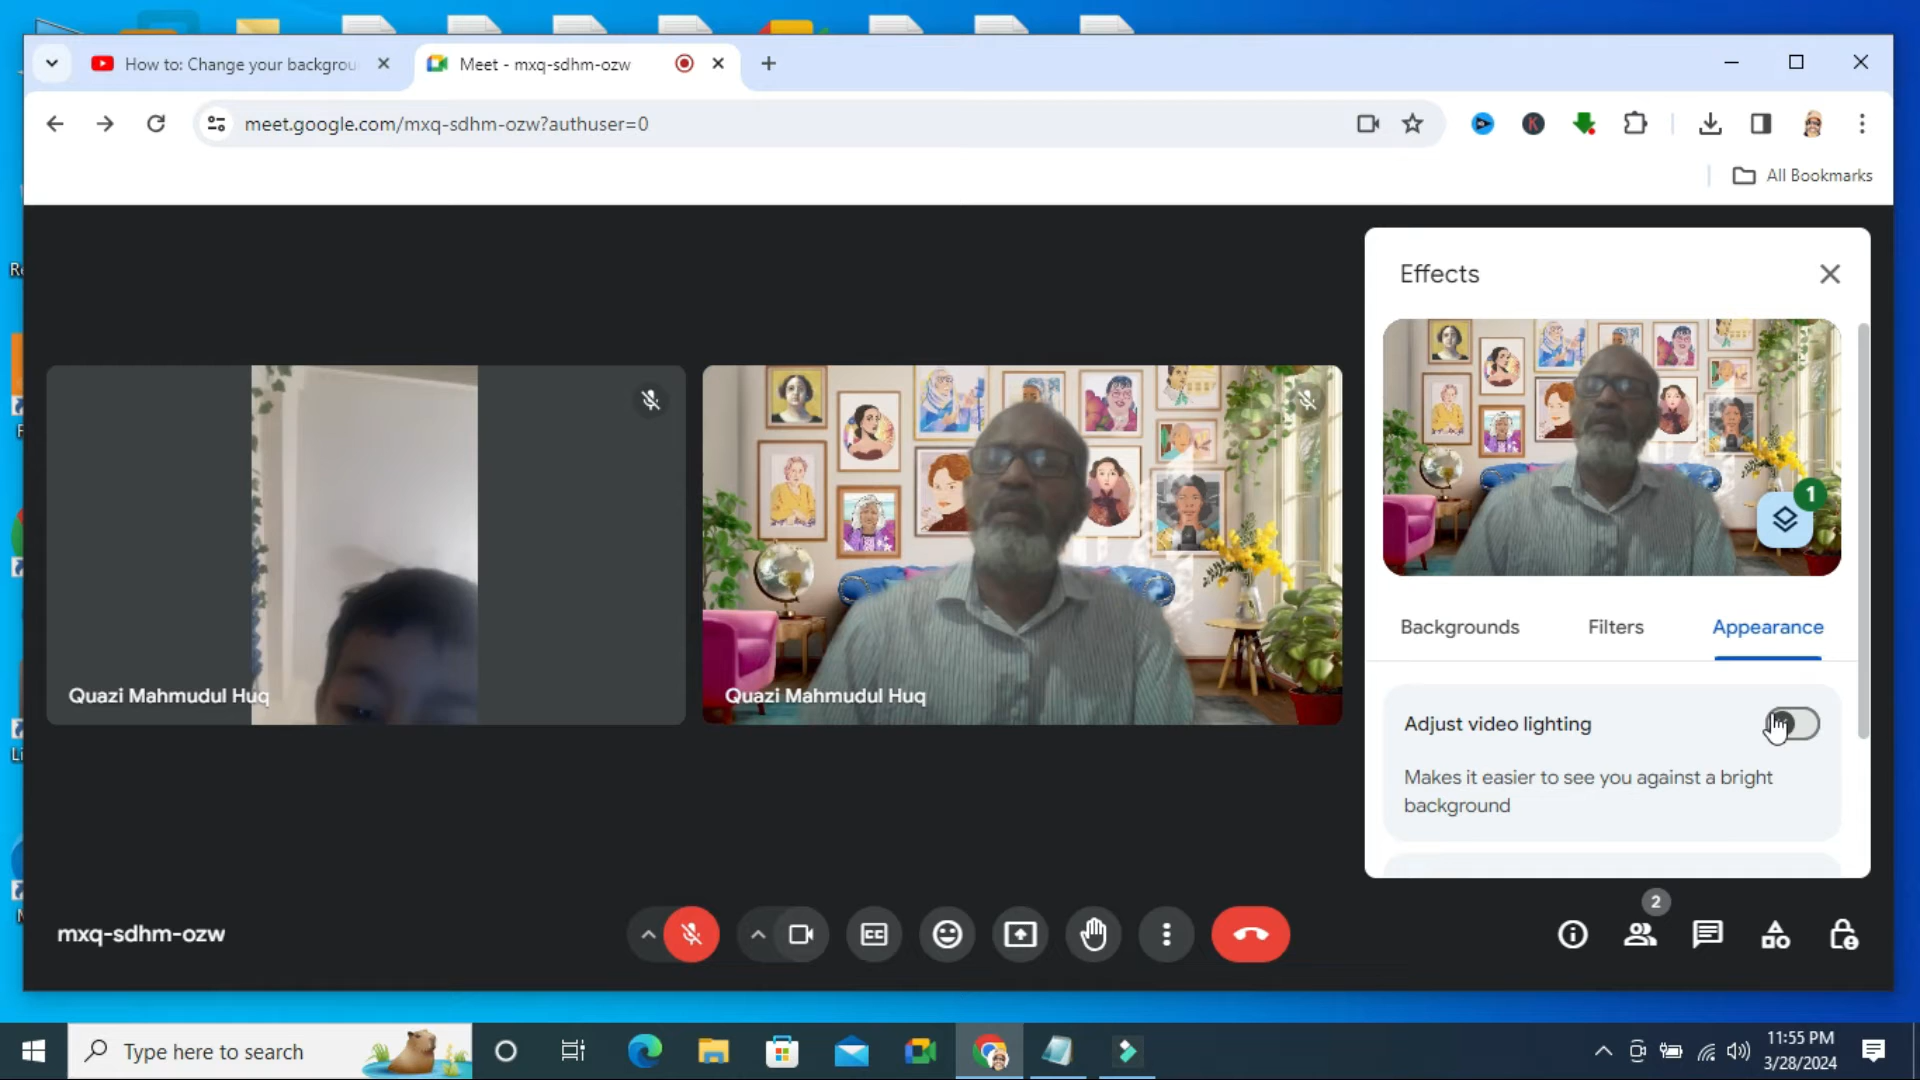 How to: Change your backgrou
Meet - mxq-sdhm-ozw
meet.google.com/mxq-sdhm-ozw?authuser=0
K
All Bookmarks
Effects
1
Quazi Mahmudul Huq
Quazi Mahmudul Huq
Backgrounds
Filters
Appearance
Adjust video lighting
Makes it easier to see you against a bright
background
mxq-sdhm-ozw
2
Type here to search
11:55 PM
3/28/2024